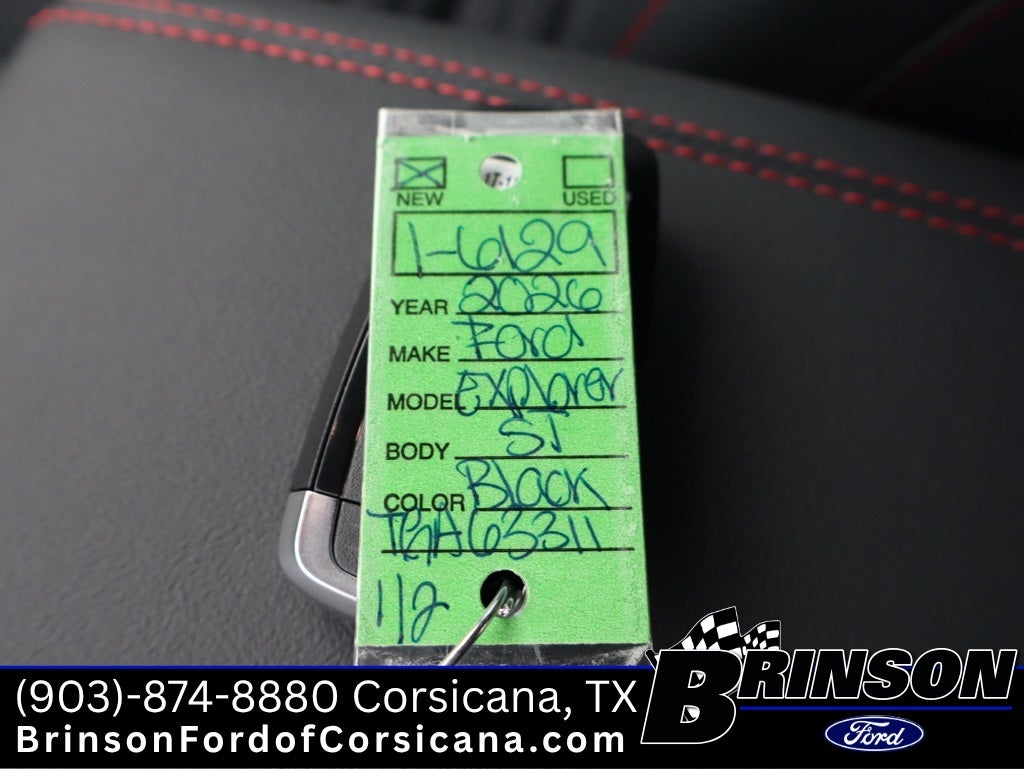 NEW USED
1-6129
YEAR 2026
MAKE Ford
MODEL Explorer
BODY ST
COLOR Black
TGA63311
1/2
(903)-874-8880 Corsicana, TX
BrinsonFordofCorsicana.com
BRINSON
Ford